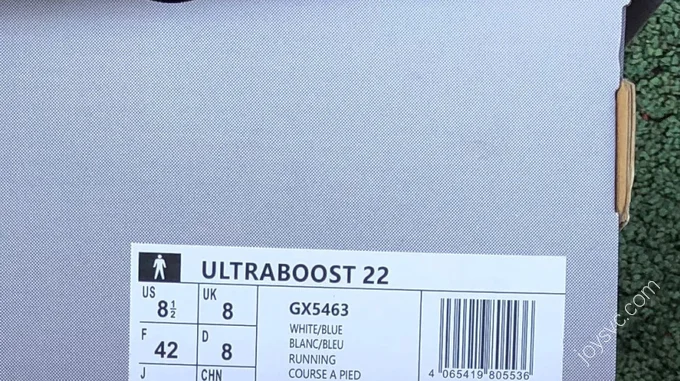 ULTRABOOST 22
US UK
8½ 8 GX5463
WHITE/BLUE
F D BLANC/BLEU
42 8 RUNNING
J CHN COURSE A PIED
4 065419 805536
joysvc.com